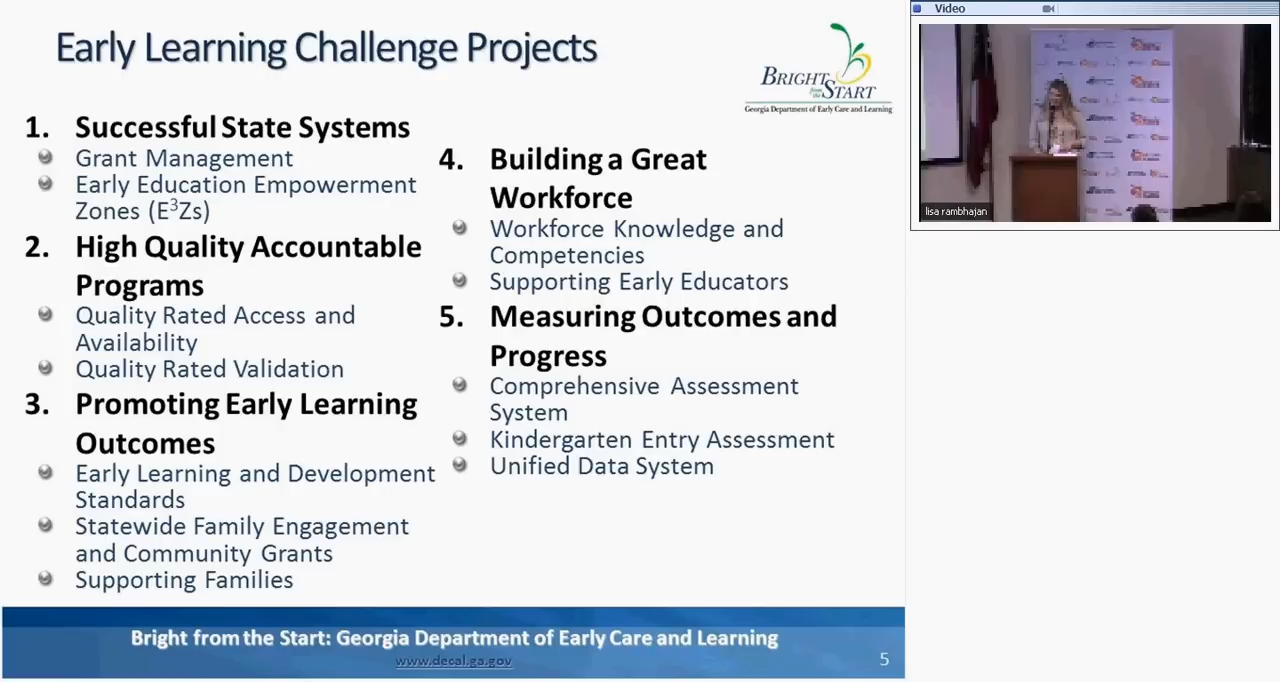 Early Learning Challenge Projects
BRIGHT
from the START
Georgia Department of Early Care and Learning
1. Successful State Systems
Grant Management
Early Education Empowerment
Zones (E³Zs)
2. High Quality Accountable
Programs
Quality Rated Access and
Availability
Quality Rated Validation
3. Promoting Early Learning
Outcomes
Early Learning and Development
Standards
Statewide Family Engagement
and Community Grants
Supporting Families
4. Building a Great
Workforce
Workforce Knowledge and
Competencies
Supporting Early Educators
5. Measuring Outcomes and
Progress
Comprehensive Assessment
System
Kindergarten Entry Assessment
Unified Data System
Bright from the Start: Georgia Department of Early Care and Learning
www.decal.ga.gov
5
Video
lisa rambhajan